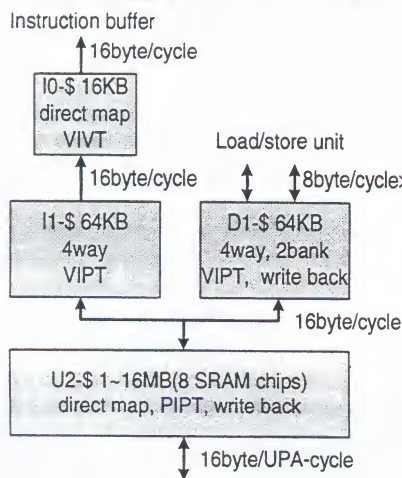 Instruction buffer
16byte/cycle
I0-$ 16KB
direct map
VIVT
16byte/cycle
Load/store unit
8byte/cycle
I1-$ 64KB
4way
VIPT
D1-$ 64KB
4way, 2bank
VIPT, write back
16byte/cycle
U2-$ 1~16MB(8 SRAM chips)
direct map, PIPT, write back
16byte/UPA-cycle